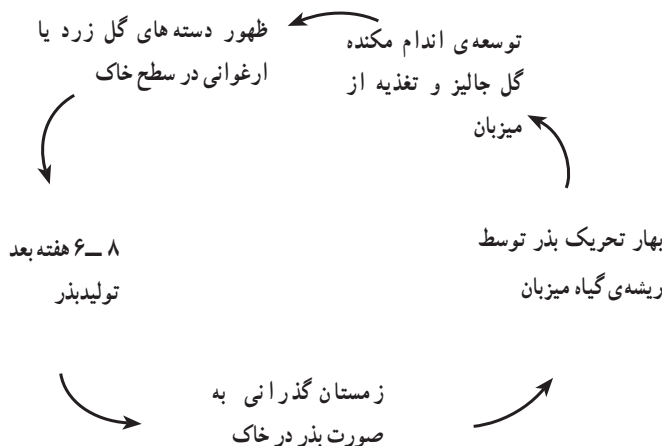 ظهور دسته های گل زرد یا
ارغوانی در سطح خاک
توسعه‌ی اندام مکنده
گل جالیز و تغذیه از
میزبان
۸ – ۶ هفته بعد
تولیدبذر
بهار تحریک بذر توسط
ریشه‌ی گیاه میزبان
زمستان گذرانی به
صورت بذر در خاک